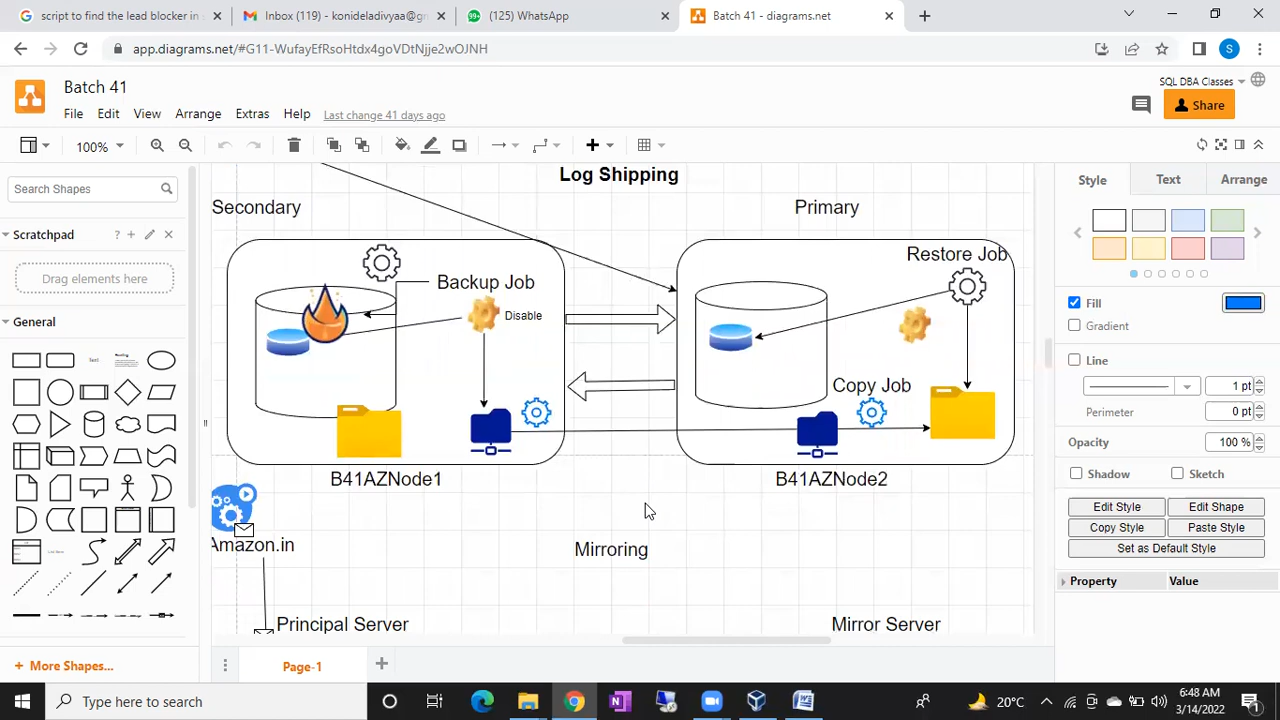 script to find the lead blocker in s
Inbox (119) - konideladivyaa@gr
(125) WhatsApp
Batch 41 - diagrams.net
app.diagrams.net/#G11-WufayEfRsoHtdx4goVDtNjje2wOJNH
S
Batch 41
SQL DBA Classes
File Edit View Arrange Extras Help Last change 41 days ago
Share
100%
Search Shapes
Scratchpad
Drag elements here
General
Text
Heading
More Shapes...
Log Shipping
Secondary
Primary
Restore Job
Backup Job
Disable
Copy Job
B41AZNode1
B41AZNode2
Amazon.in
Mirroring
Principal Server
Mirror Server
Page-1
Style Text Arrange
Fill
Gradient
Line
1 pt
Perimeter
0 pt
Opacity
100 %
Shadow
Sketch
Edit Style
Edit Shape
Copy Style
Paste Style
Set as Default Style
Property
Value
Type here to search
20°C
6:48 AM
3/14/2022